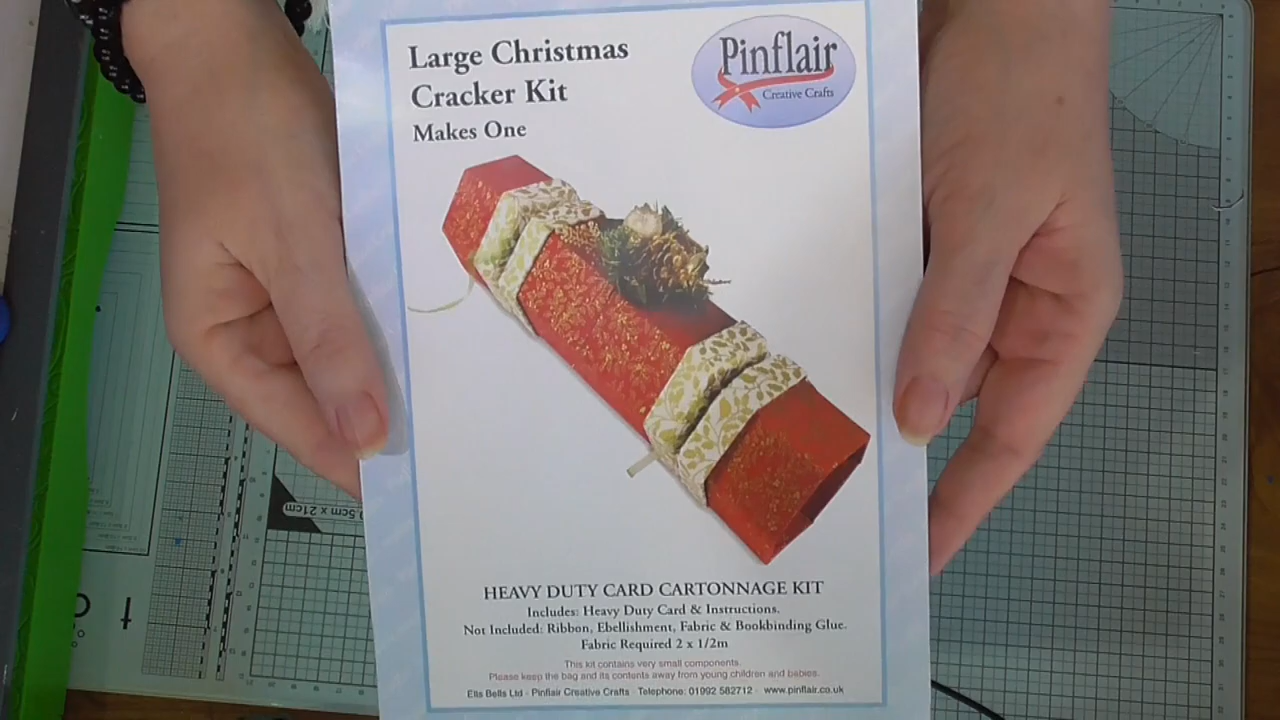 Large Christmas
Cracker Kit
Makes One
Pinflair
Creative Crafts
HEAVY DUTY CARD CARTONNAGE KIT
Includes: Heavy Duty Card & Instructions.
Not Included: Ribbon, Ebellishment, Fabric & Bookbinding Glue.
Fabric Required 2 x 1/2m
This kit contains very small components.
Please keep the bag and its contents away from young children and babies.
Ells Bells Ltd · Pinflair Creative Crafts · Telephone: 01992 582712 · www.pinflair.co.uk
.5cm x 21cm